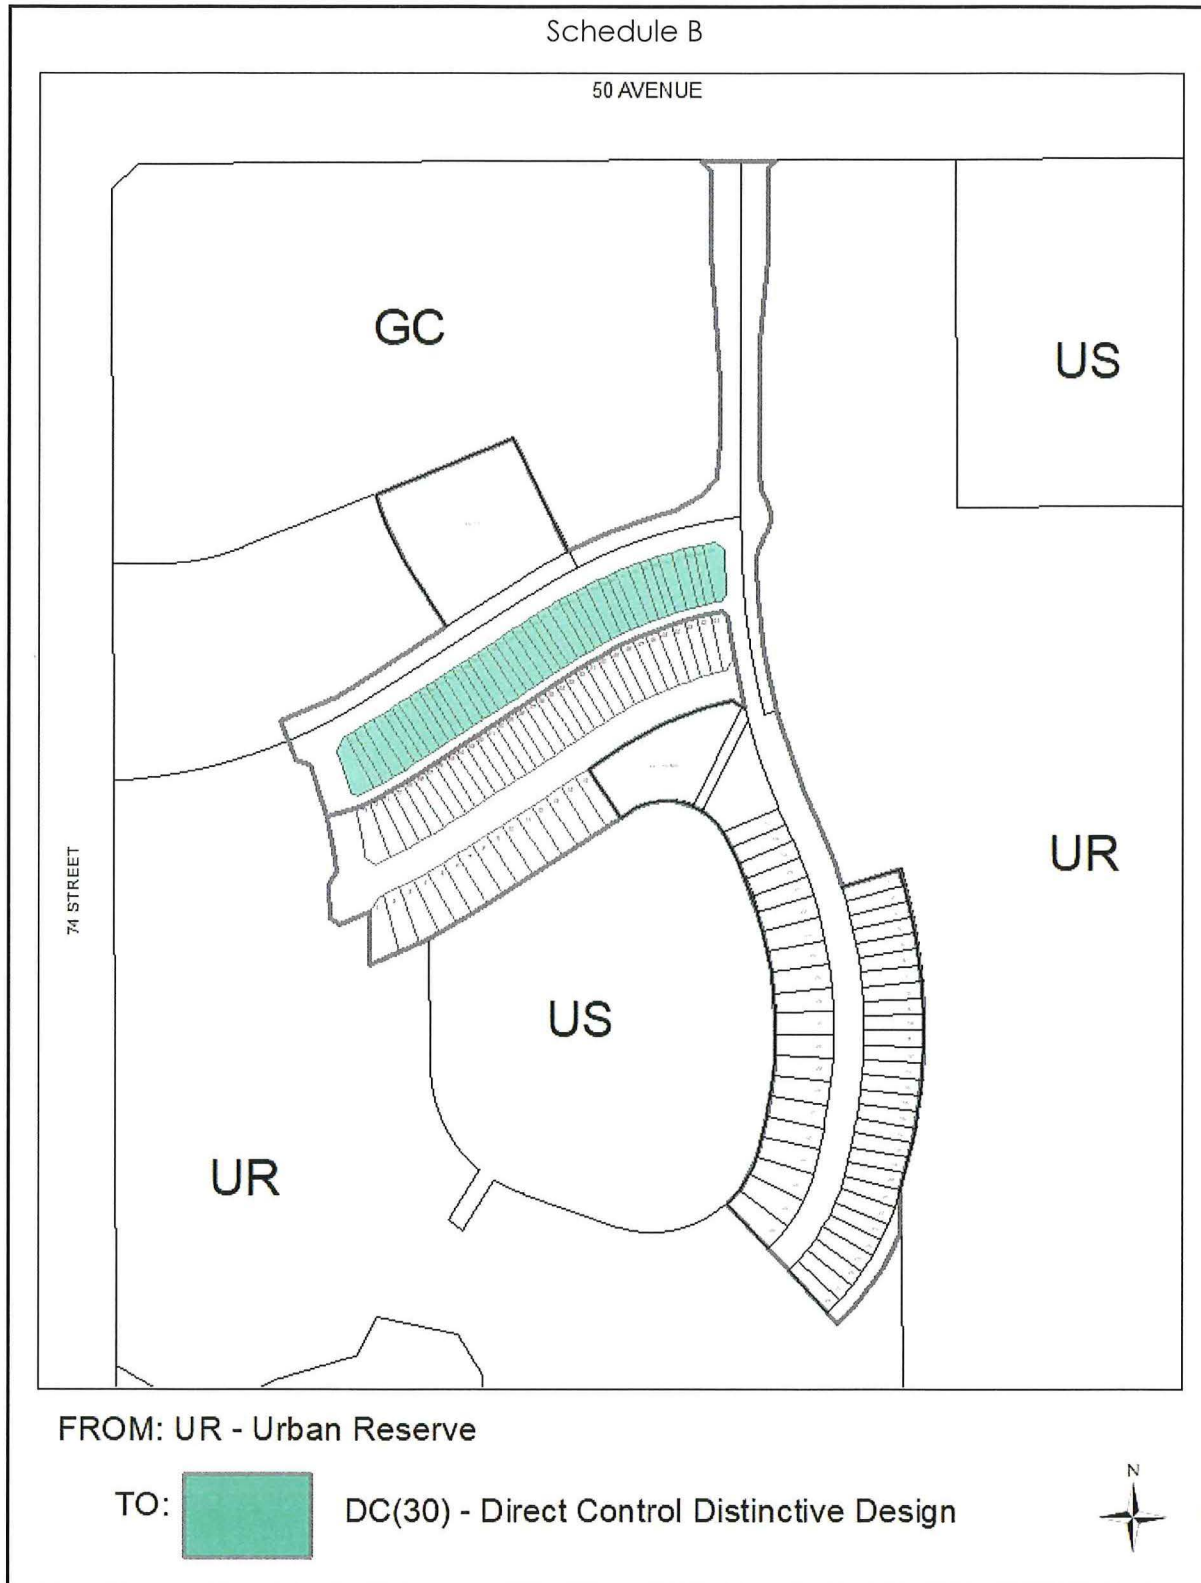 Schedule B
50 AVENUE
GC
US
UR
74 STREET
US
UR
FROM: UR - Urban Reserve
N
TO: DC(30) - Direct Control Distinctive Design